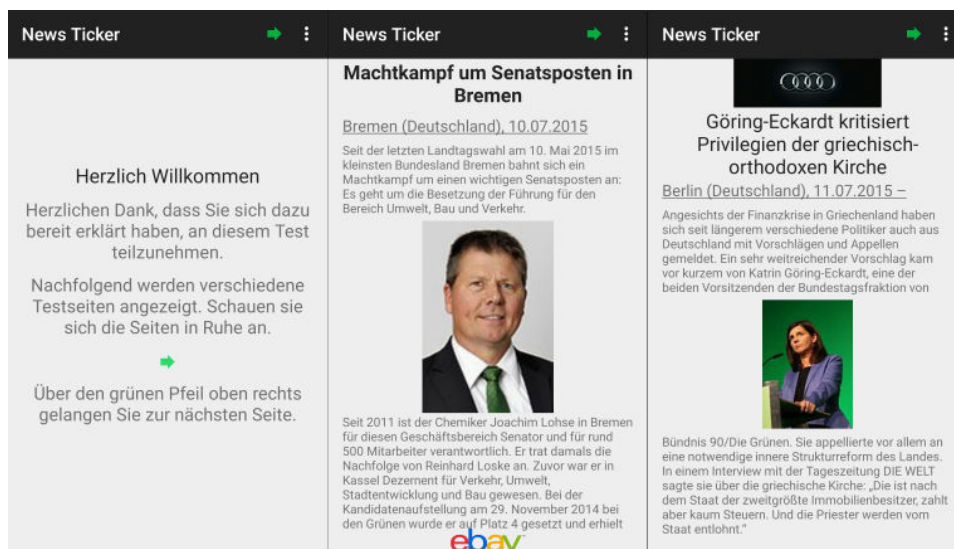 News Ticker
Herzlich Willkommen
Herzlichen Dank, dass Sie sich dazu
bereit erklärt haben, an diesem Test
teilzunehmen.
Nachfolgend werden verschiedene
Testseiten angezeigt. Schauen sie
sich die Seiten in Ruhe an.
Über den grünen Pfeil oben rechts
gelangen Sie zur nächsten Seite.
News Ticker
Machtkampf um Senatsposten in
Bremen
Bremen (Deutschland), 10.07.2015
Seit der letzten Landtagswahl am 10. Mai 2015 im
kleinsten Bundesland Bremen bahnt sich ein
Machtkampf um einen wichtigen Senatsposten an:
Es geht um die Besetzung der Führung für den
Bereich Umwelt, Bau und Verkehr.
Seit 2011 ist der Chemiker Joachim Lohse in Bremen
für diesen Geschäftsbereich Senator und für rund
500 Mitarbeiter verantwortlich. Er trat damals die
Nachfolge von Reinhard Loske an. Zuvor war er in
Kassel Dezernent für Verkehr, Umwelt,
Stadtentwicklung und Bau gewesen. Bei der
Kandidatenaufstellung am 29. November 2014 bei
den Grünen wurde er auf Platz 4 gesetzt und erhielt
ebay
News Ticker
Göring-Eckardt kritisiert
Privilegien der griechisch-
orthodoxen Kirche
Berlin (Deutschland), 11.07.2015 –
Angesichts der Finanzkrise in Griechenland haben
sich seit längerem verschiedene Politiker auch aus
Deutschland mit Vorschlägen und Appellen
gemeldet. Ein sehr weitreichender Vorschlag kam
vor kurzem von Katrin Göring-Eckardt, eine der
beiden Vorsitzenden der Bundestagsfraktion von
Bündnis 90/Die Grünen. Sie appellierte vor allem an
eine notwendige innere Strukturreform des Landes.
In einem Interview mit der Tageszeitung DIE WELT
sagte sie über die griechische Kirche: „Die ist nach
dem Staat der zweitgrößte Immobilienbesitzer, zahlt
aber kaum Steuern. Und die Priester werden vom
Staat entlohnt.“